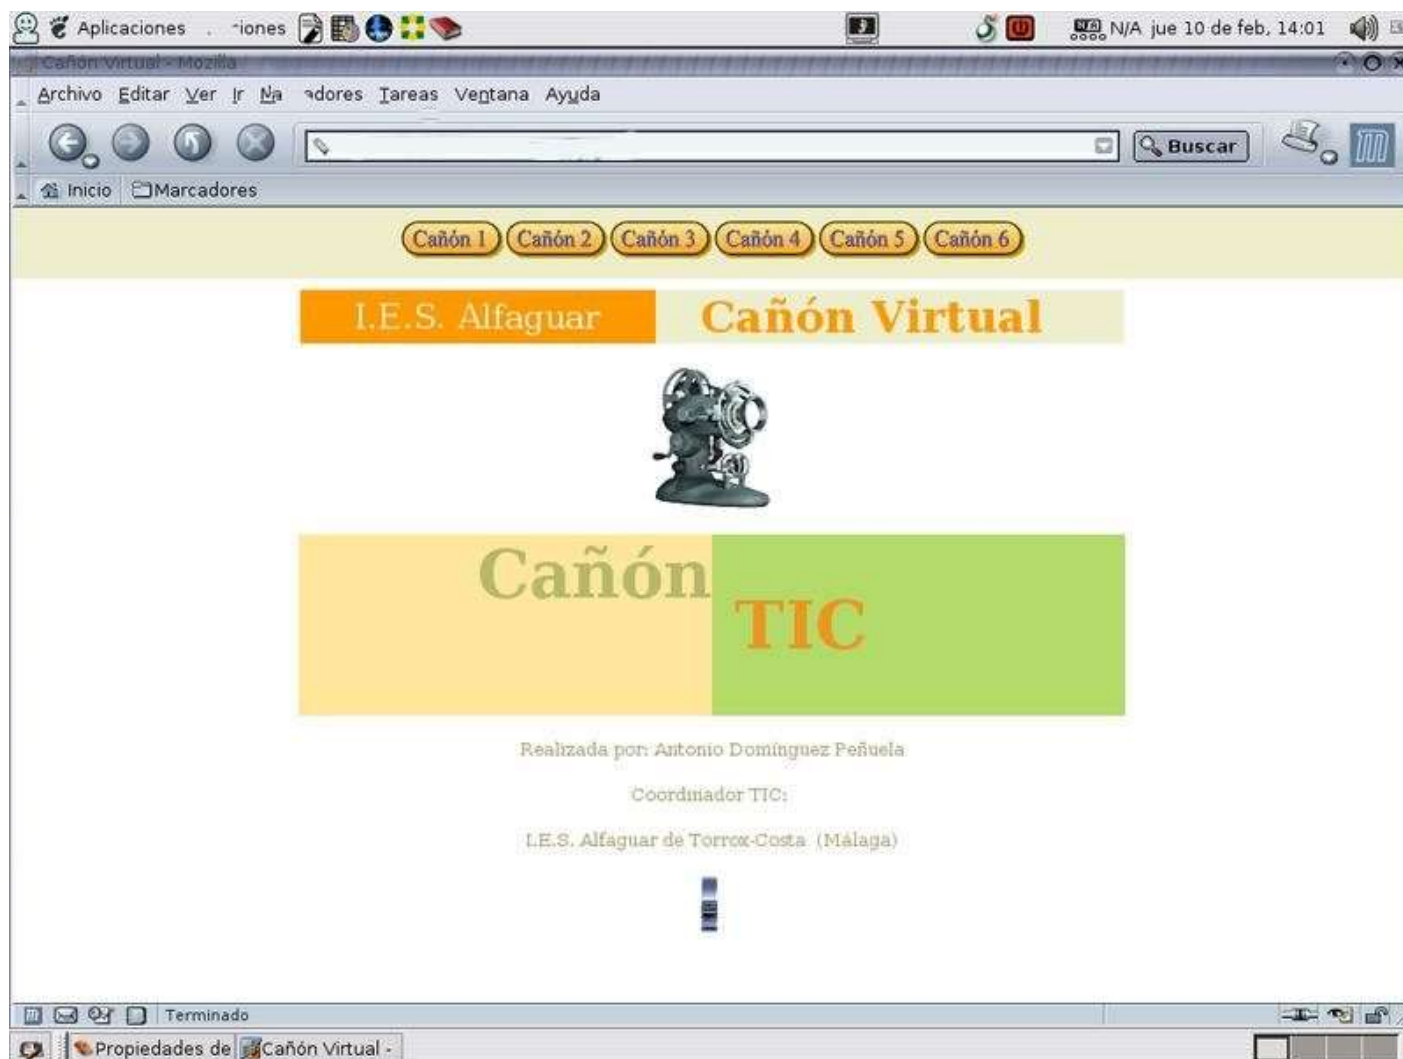 Aplicaciones . -iones N/A jue 10 de feb, 14:01
Cañón Virtual - Mozilla
Archivo Editar Ver Ir Ma adores Tareas Ventana Ayuda
Buscar
Inicio Marcadores
Cañón 1 Cañón 2 Cañón 3 Cañón 4 Cañón 5 Cañón 6
I.E.S. Alfaguar Cañón Virtual
Cañón
TIC
Realizada por: Antonio Domínguez Peñuela
Coordinador TIC:
I.E.S. Alfaguar de Torrox-Costa (Málaga)
Terminado
Propiedades de Cañón Virtual -